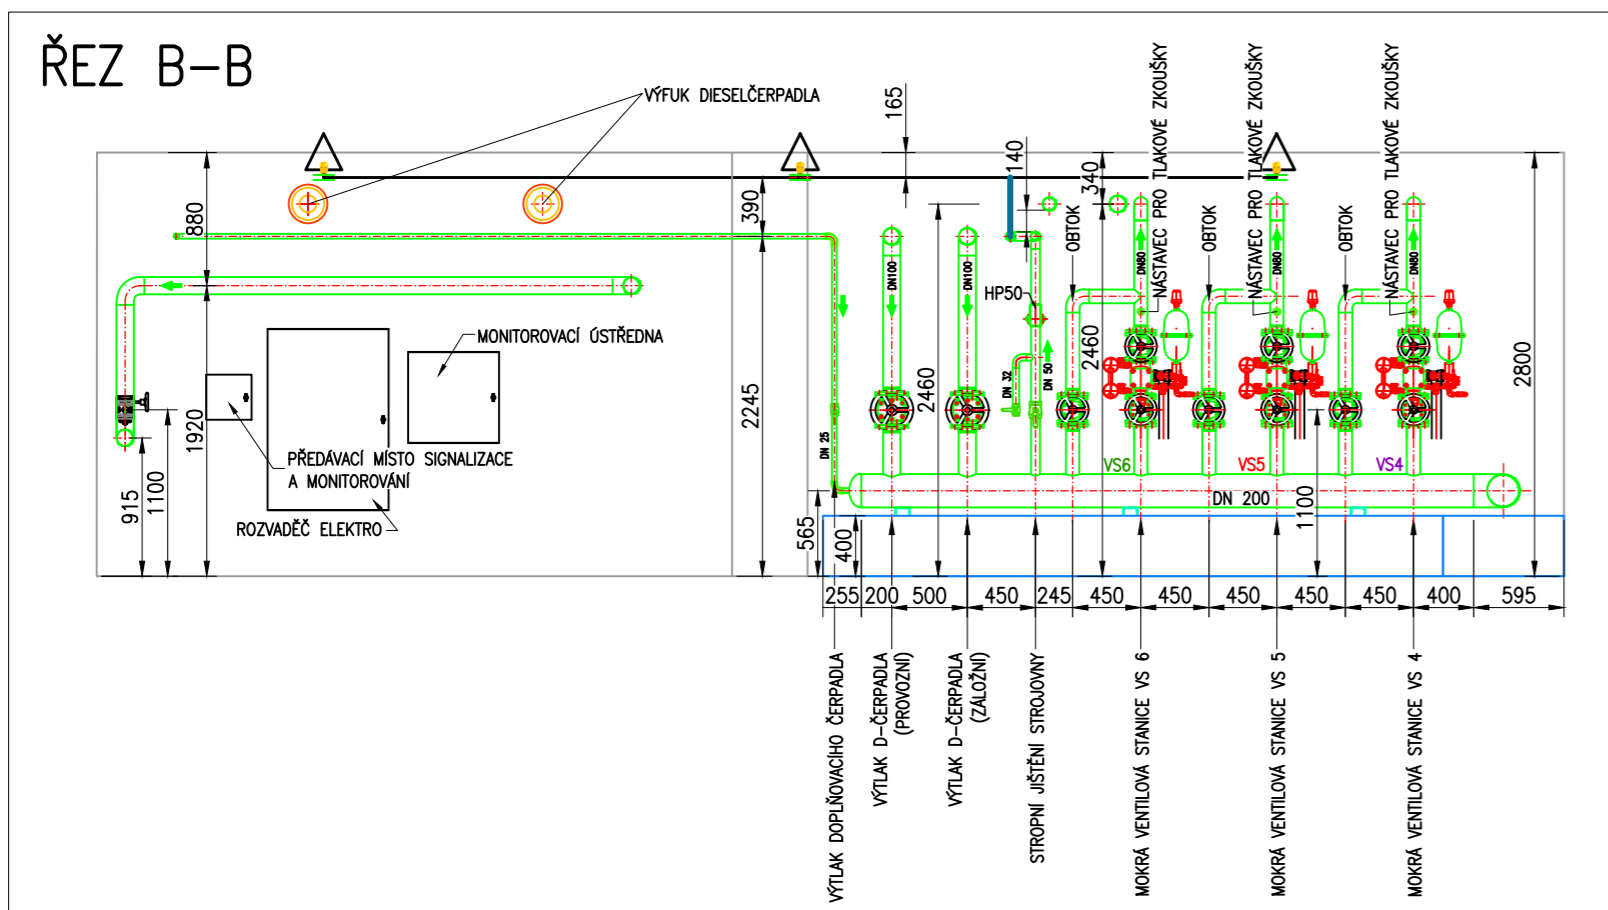 ŘEZ B-B
VÝFUK DIESELČERPADLA
165
140
340
390
880
2460
2460
2245
1920
2800
915
1100
565
400
1100
NÁSTAVEC PRO TLAKOVÉ ZKOUŠKY
NÁSTAVEC PRO TLAKOVÉ ZKOUŠKY
NÁSTAVEC PRO TLAKOVÉ ZKOUŠKY
OBTOK
OBTOK
OBTOK
DN100
DN100
DN80
DN80
DN80
HP50
DN 32
DN 50
DN 25
MONITOROVACÍ ÚSTŘEDNA
PŘEDÁVACÍ MÍSTO SIGNALIZACE
A MONITOROVÁNÍ
ROZVADĚČ ELEKTRO
VS6
VS5
VS4
DN 200
255
200
500
450
245
450
450
450
450
450
400
595
VÝTLAK DOPLŇOVACÍHO ČERPADLA
VÝTLAK D-ČERPADLA
(PROVOZNÍ)
VÝTLAK D-ČERPADLA
(ZÁLOŽNÍ)
STROPNÍ JIŠTĚNÍ STROJOVNY
MOKRÁ VENTILOVÁ STANICE VS 6
MOKRÁ VENTILOVÁ STANICE VS 5
MOKRÁ VENTILOVÁ STANICE VS 4